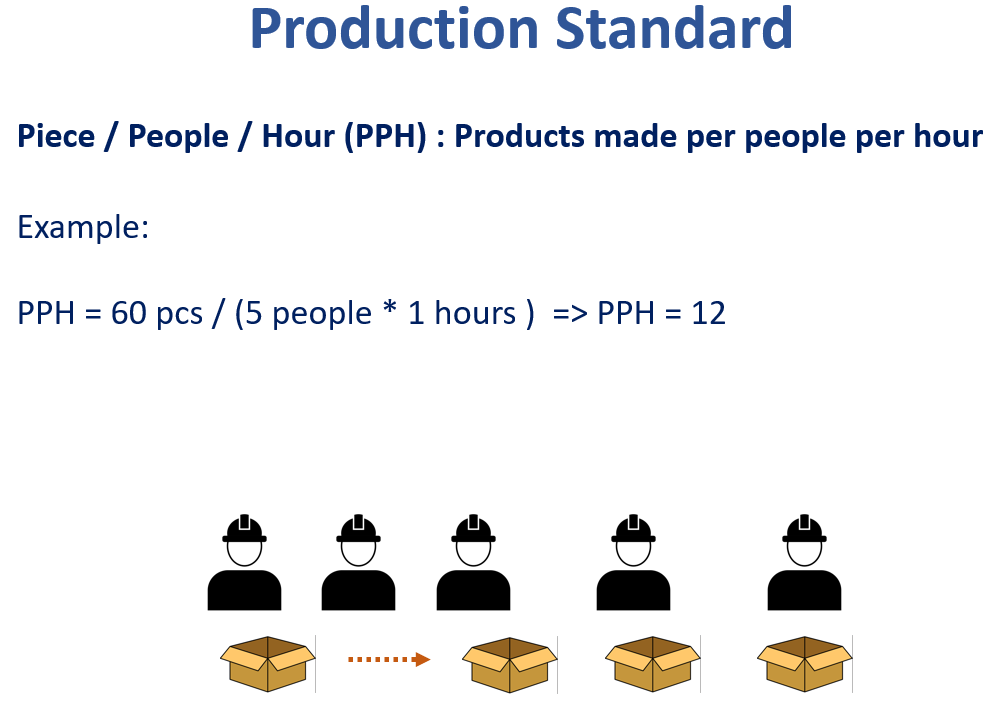 Production Standard
Piece / People / Hour (PPH) : Products made per people per hour
Example:
PPH = 60 pcs / (5 people * 1 hours )  => PPH = 12